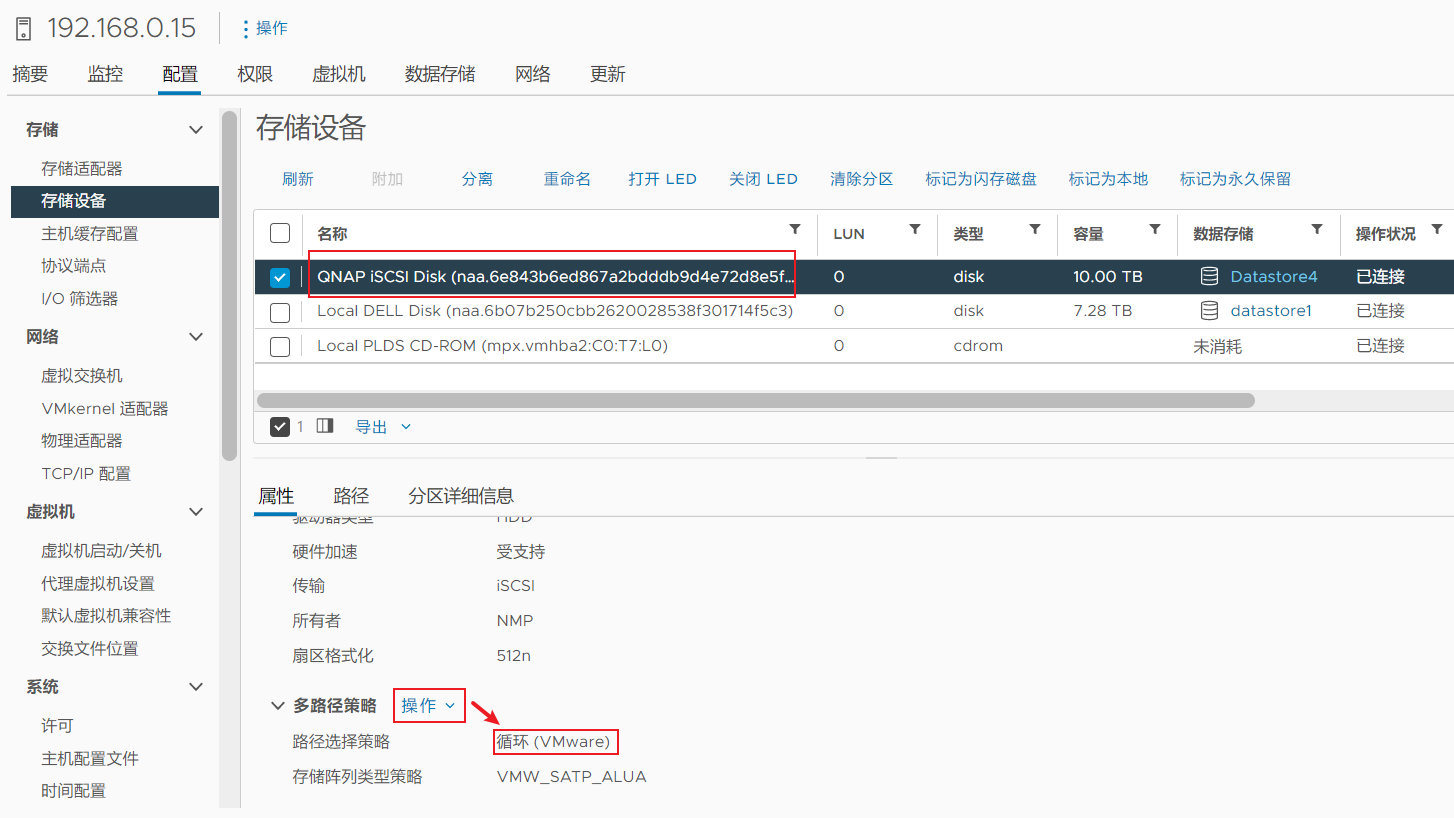 192.168.0.15 操作
摘要 监控 配置 权限 虚拟机 数据存储 网络 更新
存储
存储适配器
存储设备
主机缓存配置
协议端点
I/O 筛选器
网络
虚拟交换机
VMkernel 适配器
物理适配器
TCP/IP 配置
虚拟机
虚拟机启动/关机
代理虚拟机设置
默认虚拟机兼容性
交换文件位置
系统
许可
主机配置文件
时间配置
存储设备
刷新 附加 分离 重命名 打开 LED 关闭 LED 清除分区 标记为闪存磁盘 标记为本地 标记为永久保留
名称 LUN 类型 容量 数据存储 操作状况
QNAP iSCSI Disk (naa.6e843b6ed867a2bdddb9d4e72d8e5f... 0 disk 10.00 TB Datastore4 已连接
Local DELL Disk (naa.6b07b250cbb2620028538f301714f5c3) 0 disk 7.28 TB datastore1 已连接
Local PLDS CD-ROM (mpx.vmhba2:C0:T7:L0) 0 cdrom 未消耗 已连接
1 导出
属性 路径 分区详细信息
驱动器类型 HDD
硬件加速 受支持
传输 iSCSI
所有者 NMP
扇区格式化 512n
多路径策略 操作
路径选择策略 循环 (VMware)
存储阵列类型策略 VMW_SATP_ALUA